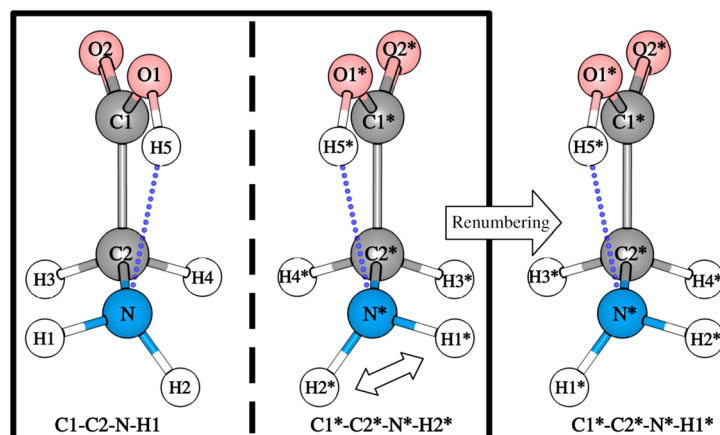 O2
O1
C1
H5
C2
H3
H4
N
H1
H2
C1-C2-N-H1
O2*
O1*
C1*
H5*
C2*
H4*
H3*
N*
H1*
H2*
C1*-C2*-N*-H2*
Renumbering
O2*
O1*
C1*
H5*
C2*
H3*
H4*
N*
H2*
H1*
C1*-C2*-N*-H1*